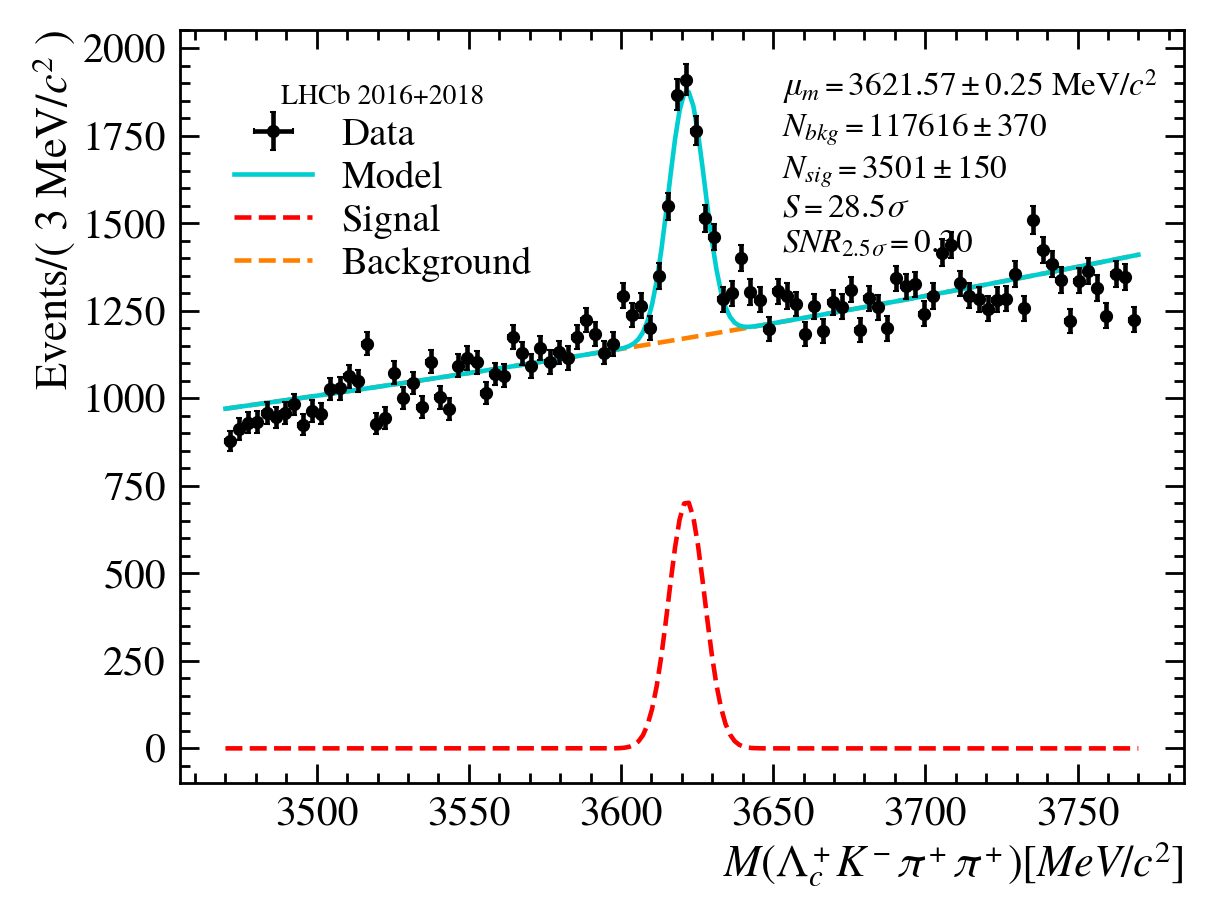 Events/( 3 MeV/c² )
2000
1750
1500
1250
1000
750
500
250
0
LHCb 2016+2018
Data
Model
Signal
Background
μₘ = 3621.57 ± 0.25 MeV/c²
N_bkg = 117616 ± 370
N_sig = 3501 ± 150
S = 28.5σ
SNR_2.5σ = 0.20
3500 3550 3600 3650 3700 3750
M(Λ_c⁺ K⁻ π⁺ π⁺)[MeV/c²]